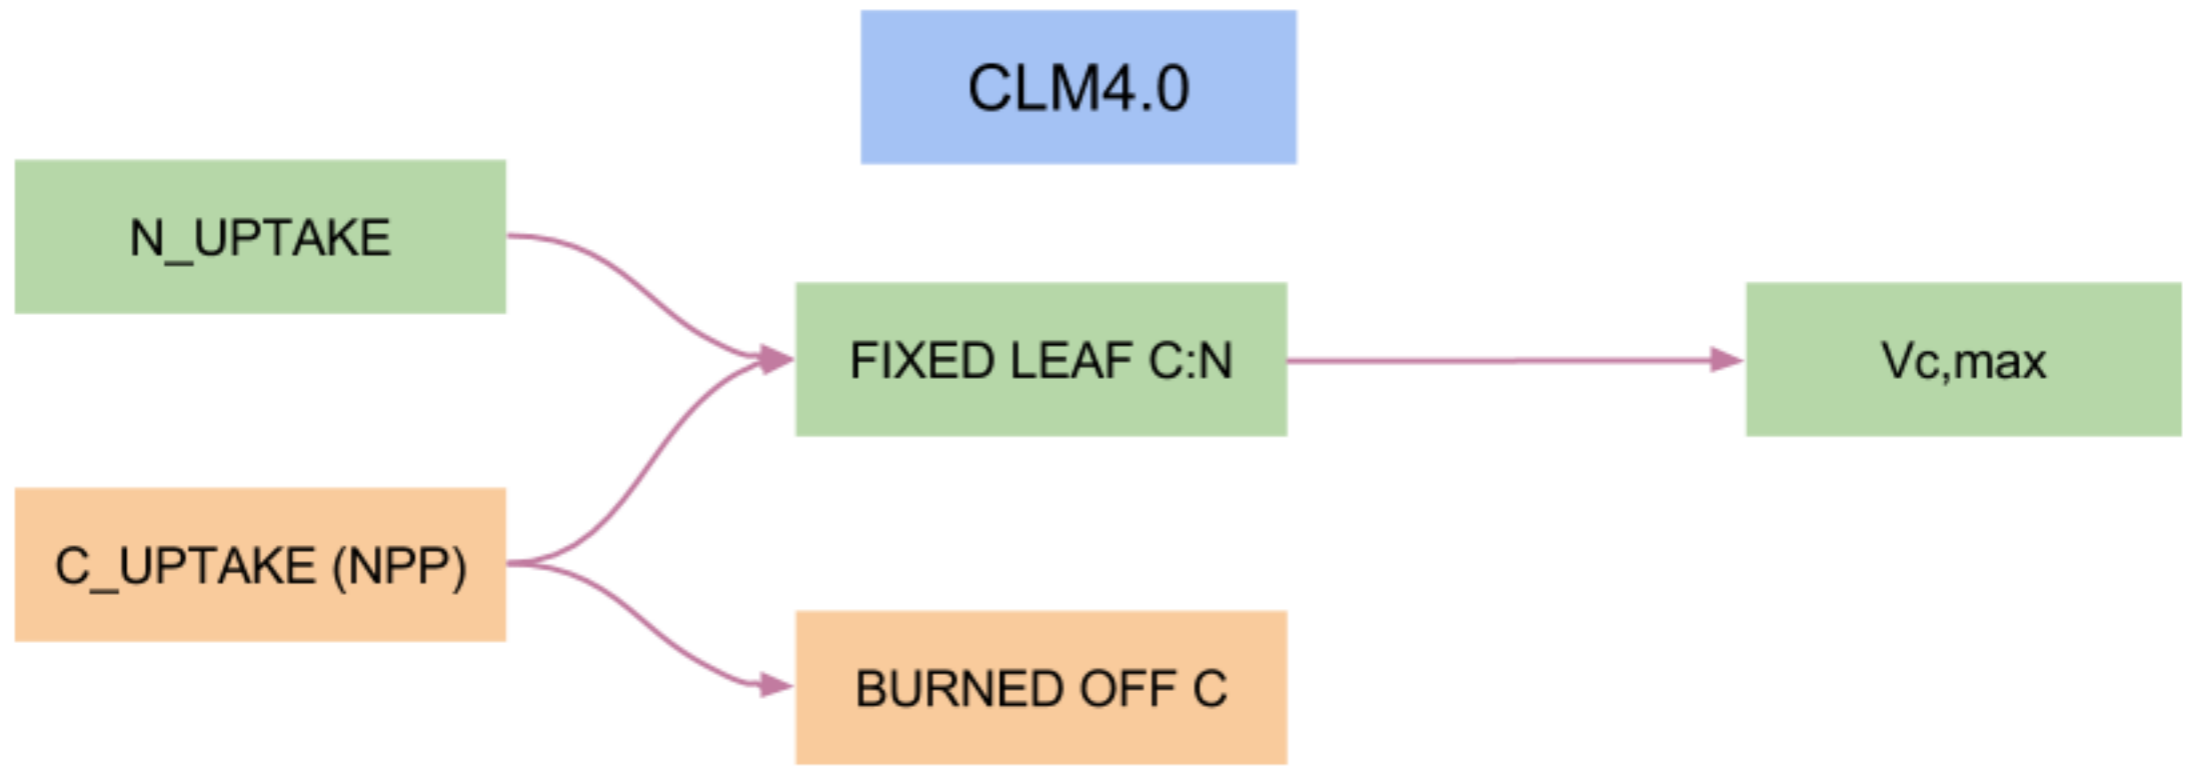 CLM4.0
N_UPTAKE
FIXED LEAF C:N
Vc,max
C_UPTAKE (NPP)
BURNED OFF C